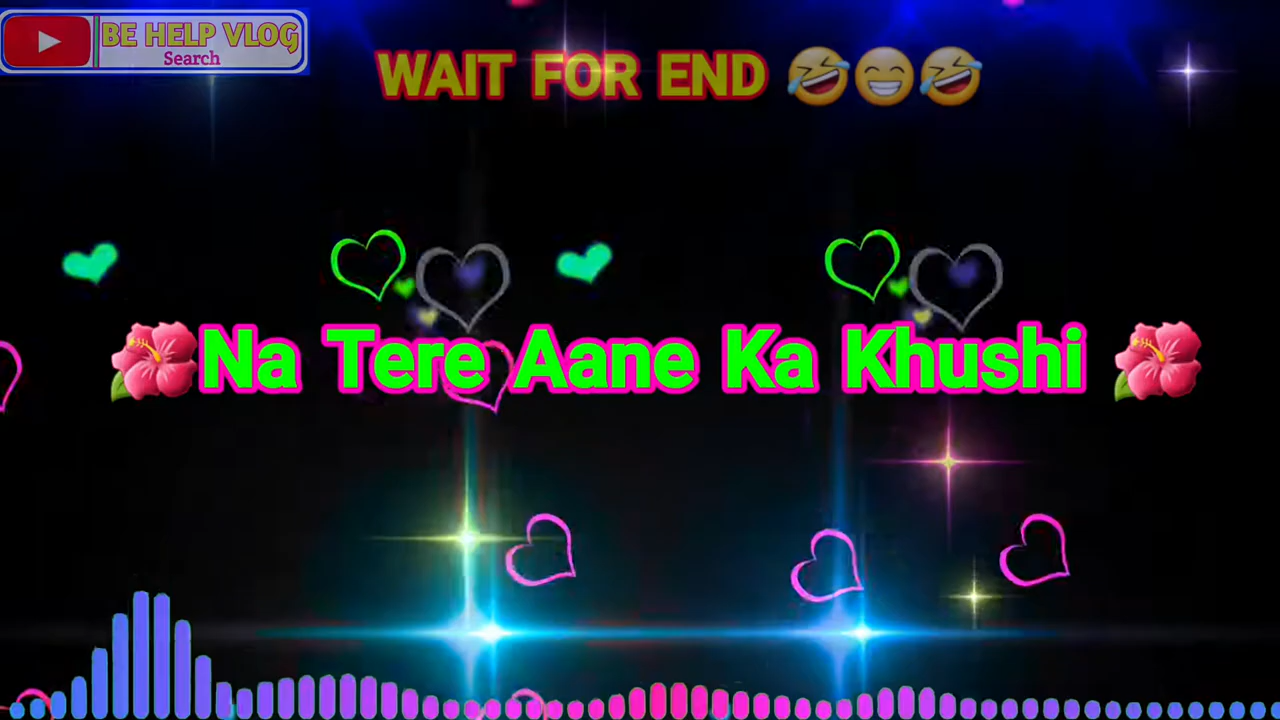 BE HELP VLOG
Search
WAIT FOR END 🤣😁🤣
🌺Na Tere Aane Ka Khushi 🌺